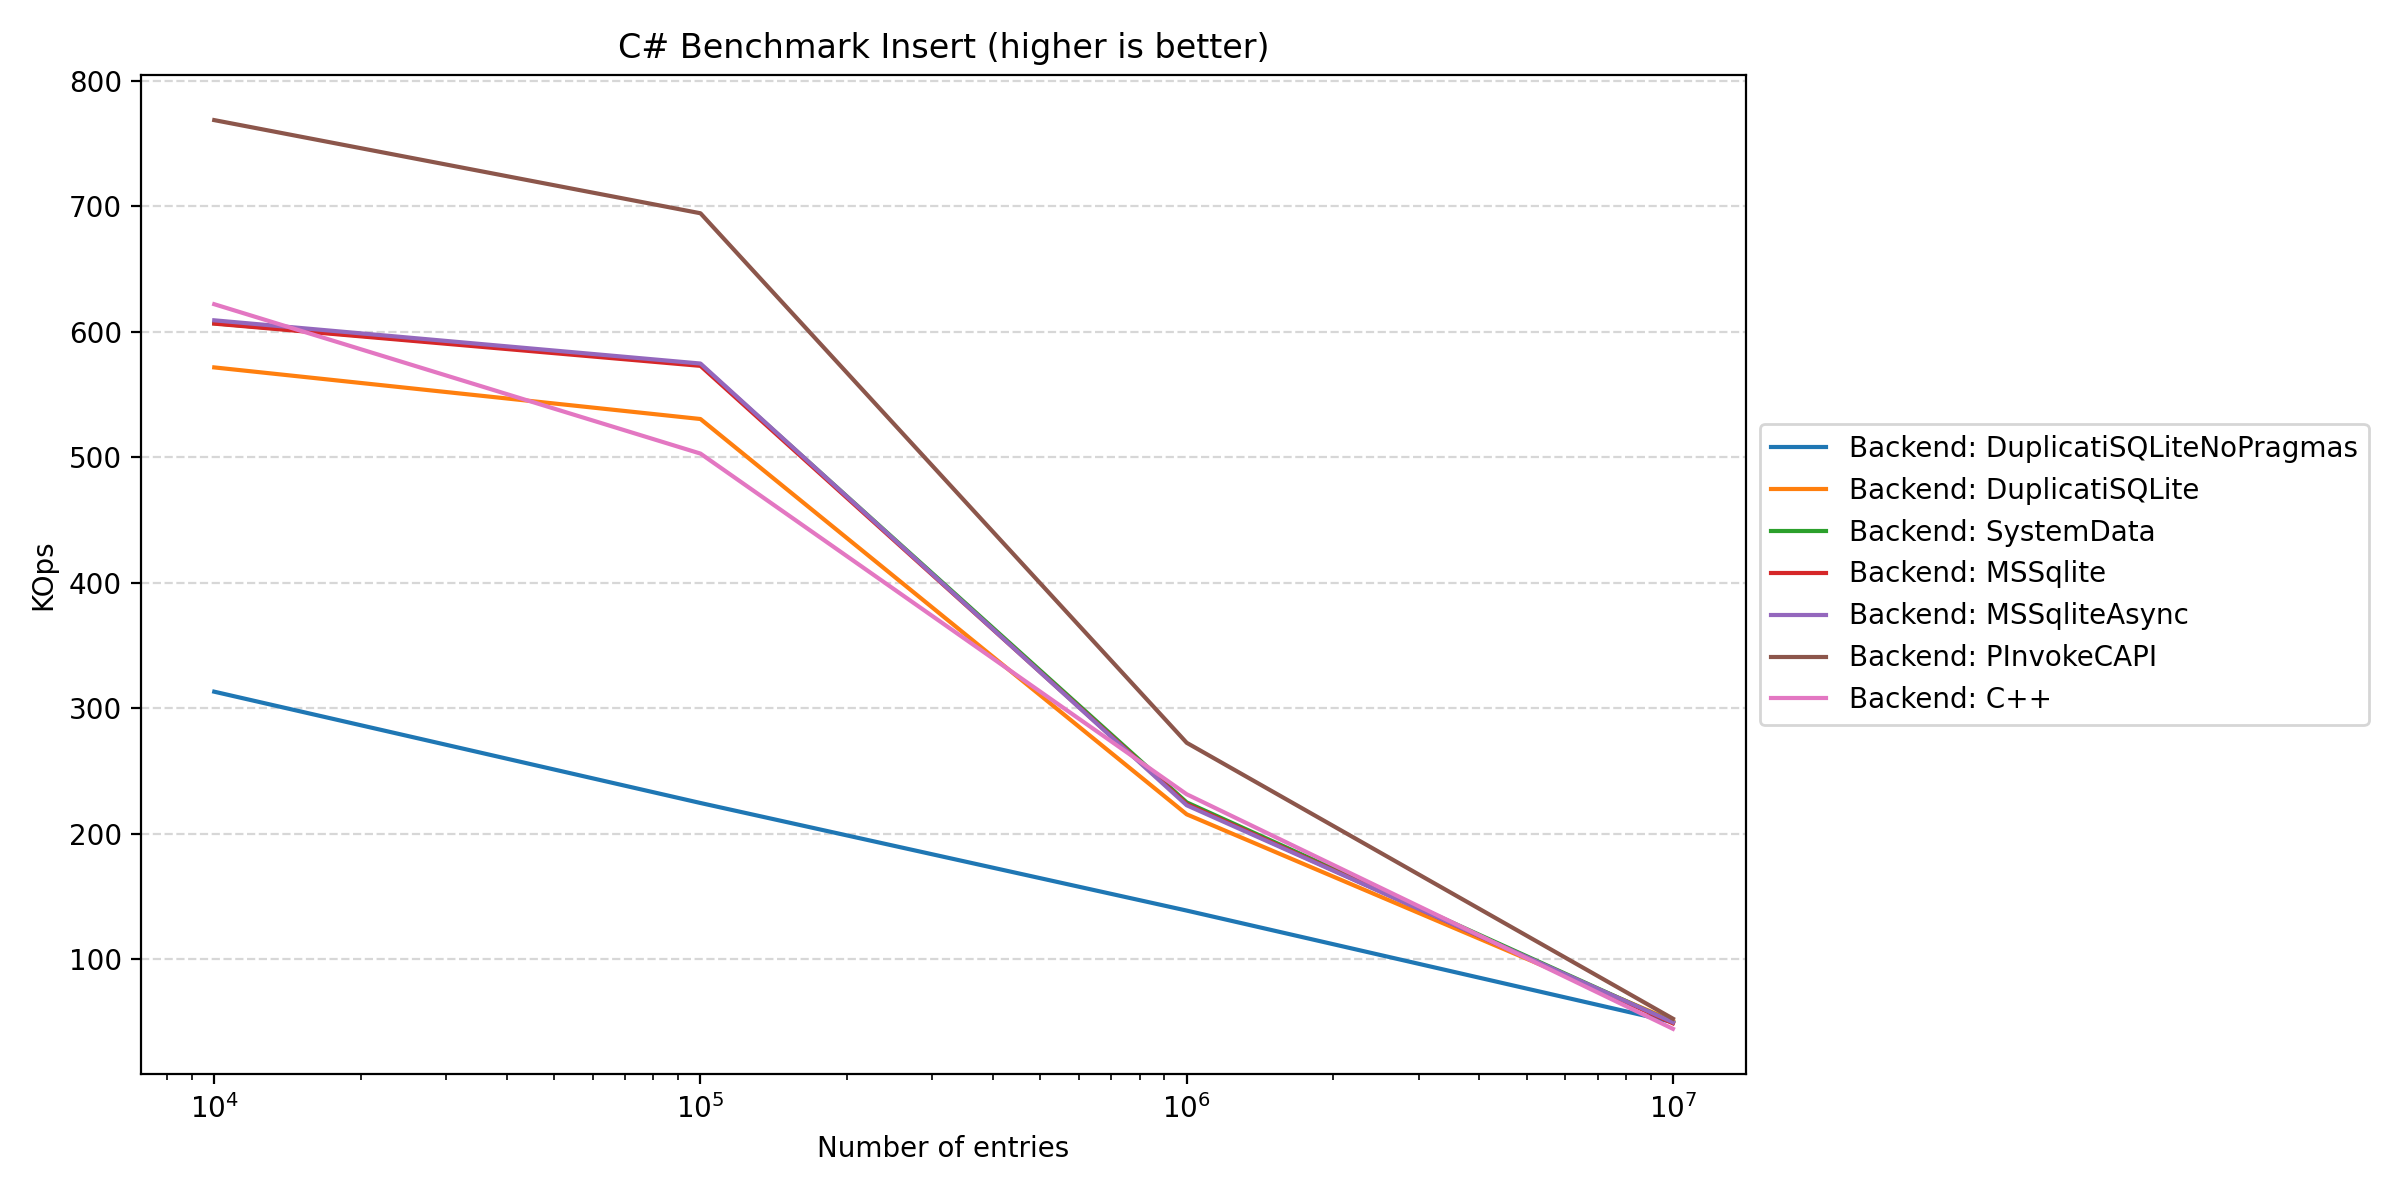 C# Benchmark Insert (higher is better)
800
700
600
500
400
300
200
100
KOps
10⁴ 10⁵ 10⁶ 10⁷
Number of entries
Backend: DuplicatiSQLiteNoPragmas
Backend: DuplicatiSQLite
Backend: SystemData
Backend: MSSqlite
Backend: MSSqliteAsync
Backend: PInvokeCAPI
Backend: C++